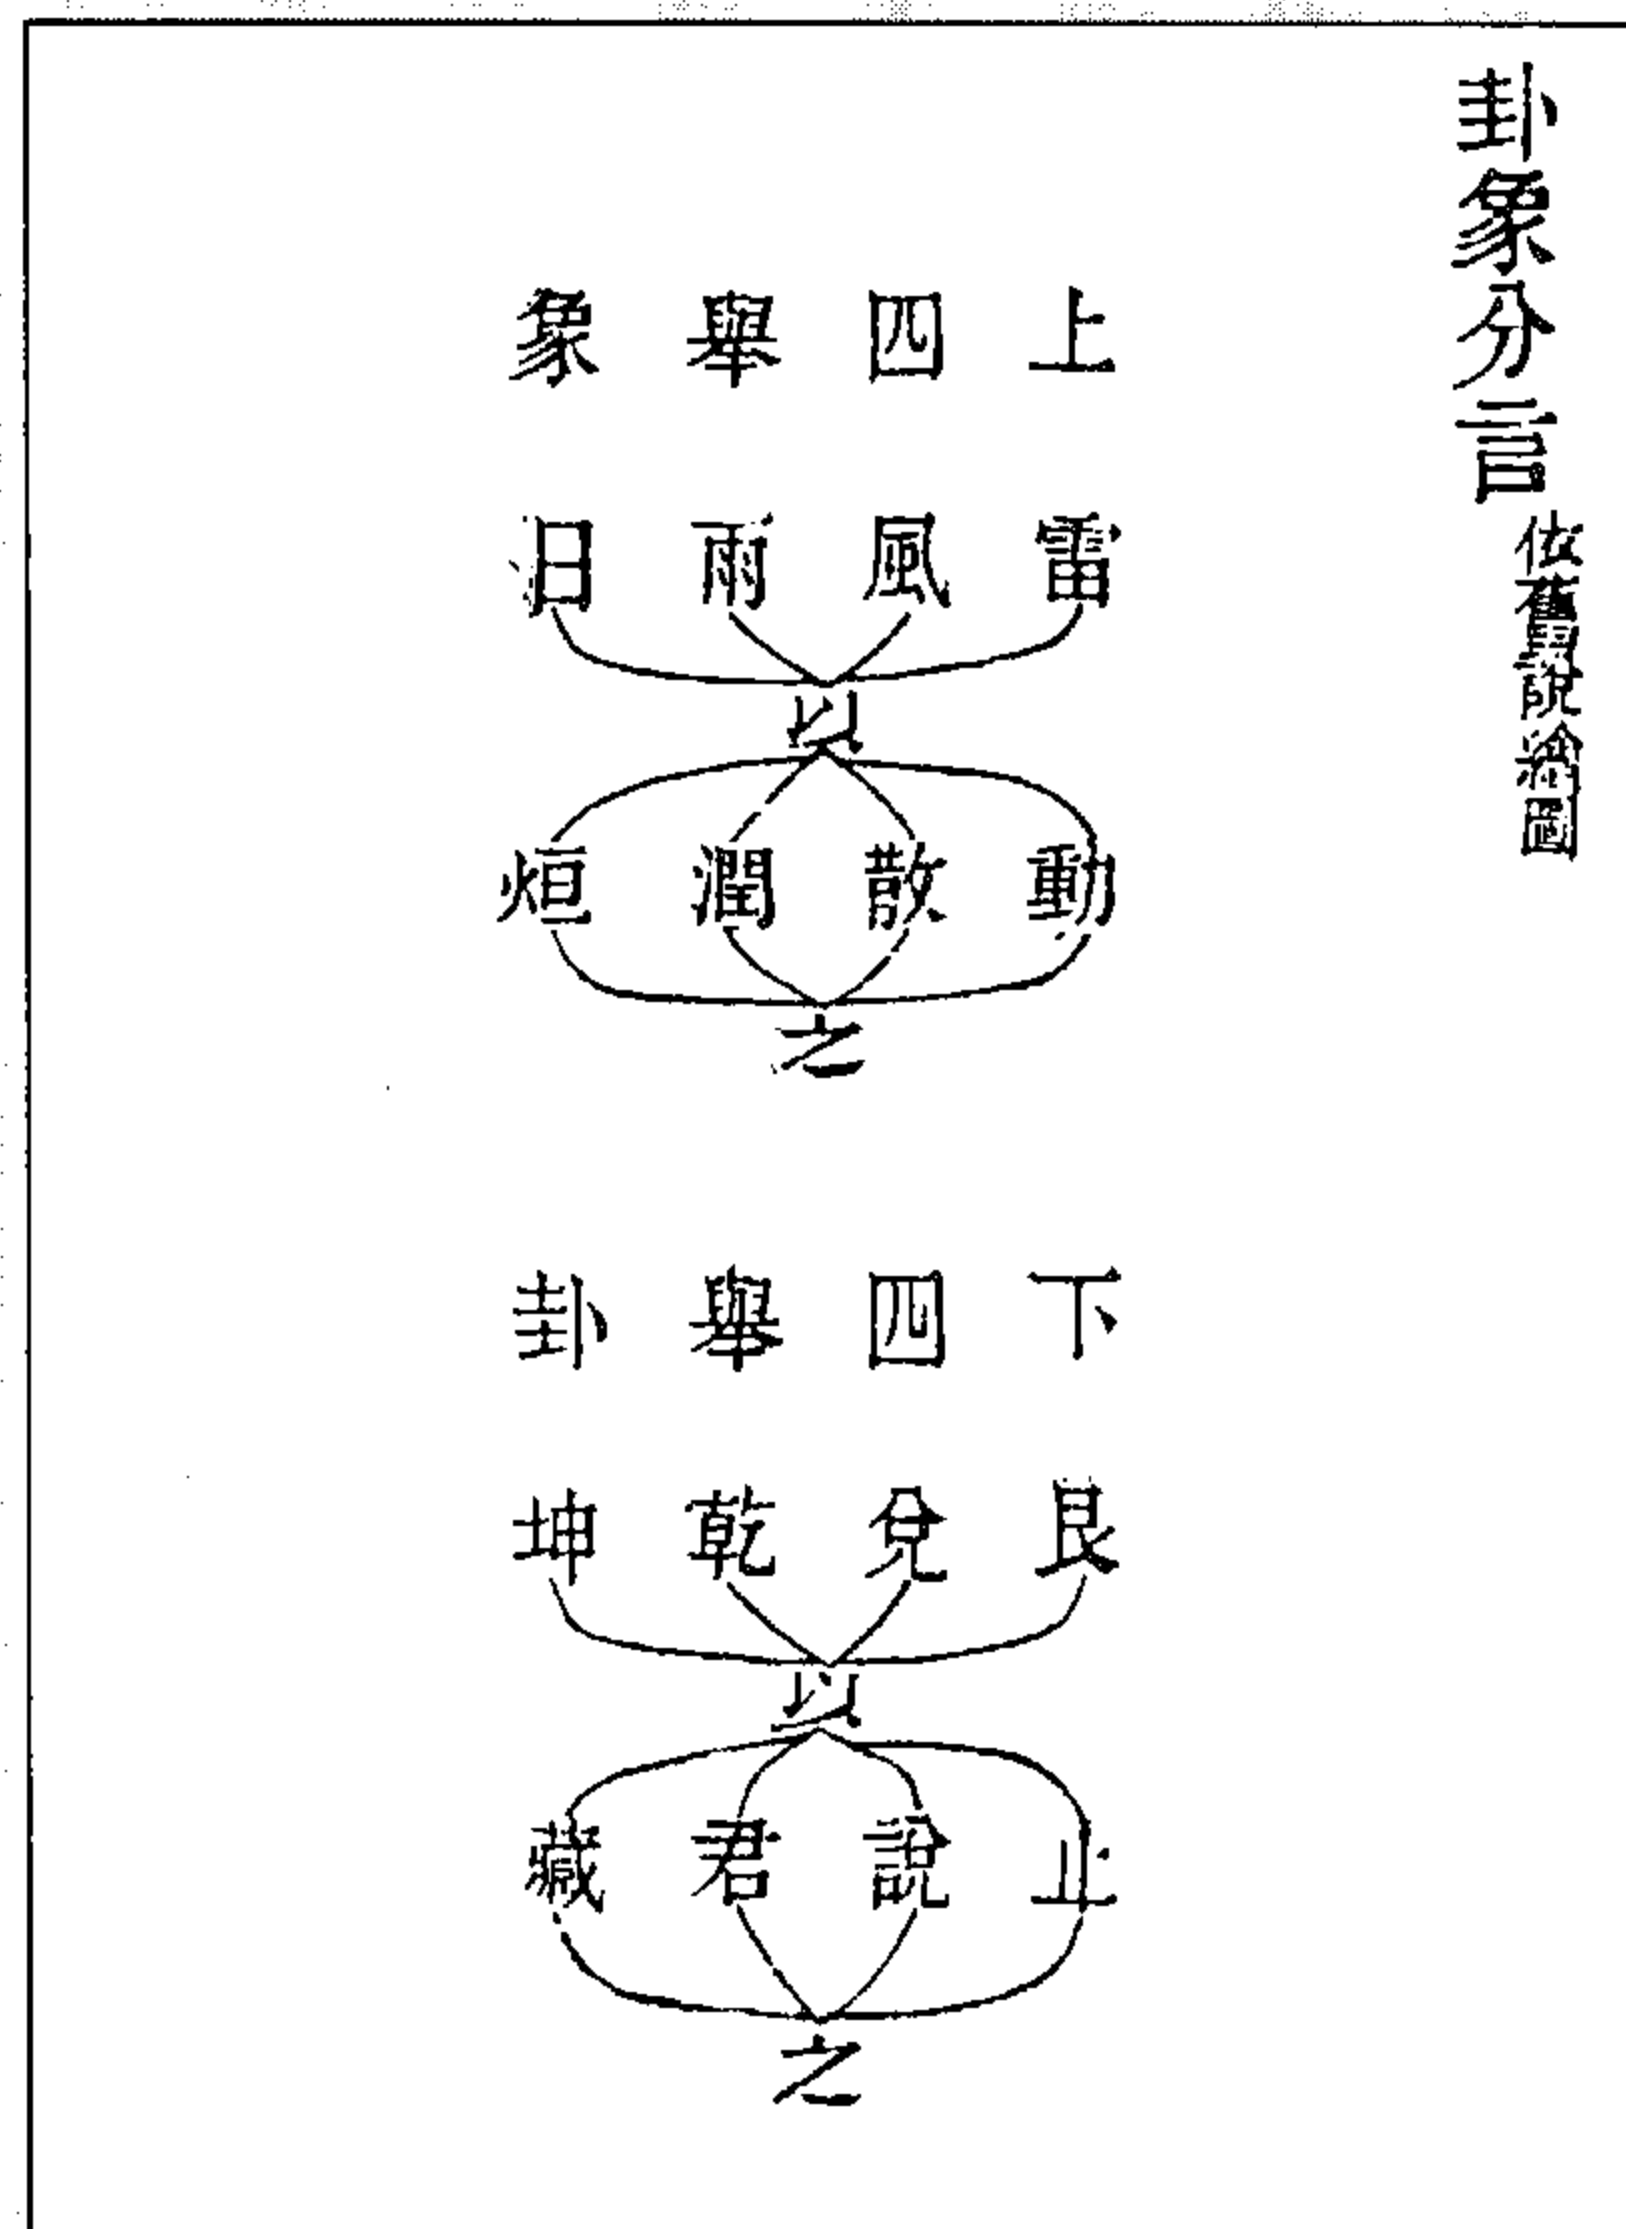 卦象分言
依舊說繪圖
上四舉象
雷風雨日
以
動散潤烜
之
下四舉卦
艮兌乾坤
以
止說君藏
之